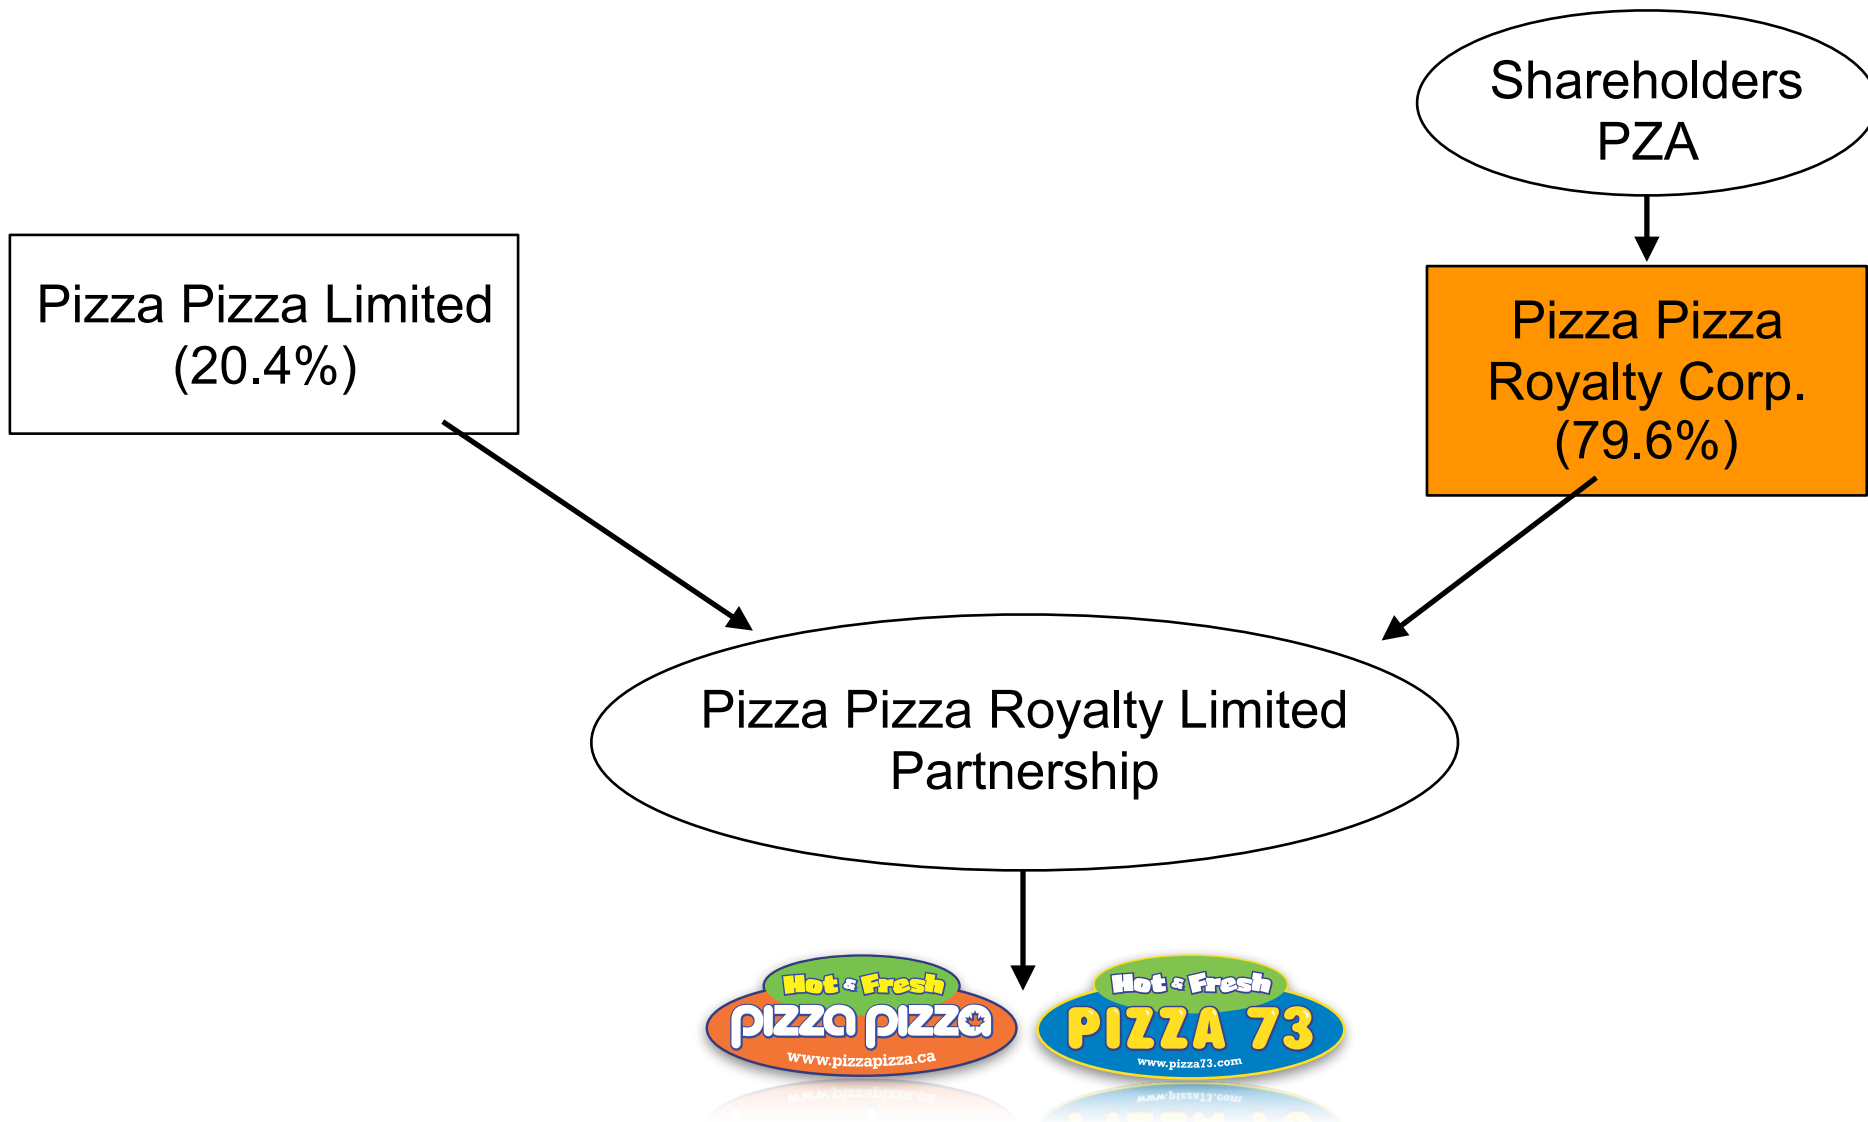 Shareholders
PZA
Pizza Pizza Limited
(20.4%)
Pizza Pizza
Royalty Corp.
(79.6%)
Pizza Pizza Royalty Limited
Partnership
Hot & Fresh
pizza pizza
www.pizzapizza.ca
Hot & Fresh
PIZZA 73
www.pizza73.com